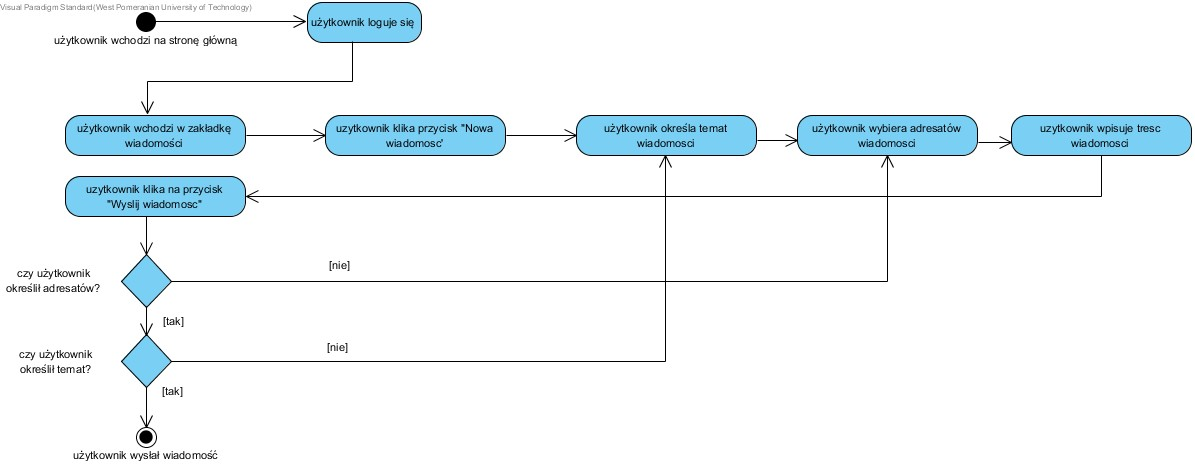 Visual Paradigm Standard(West Pomeranian University of Technology)
użytkownik loguje się
użytkownik wchodzi na stronę główną
użytkownik wchodzi w zakładkę
wiadomości
uzytkownik klika przycisk "Nowa
wiadomosc'
użytkownik określa temat
wiadomosci
użytkownik wybiera adresatów
wiadomosci
uzytkownik wpisuje tresc
wiadomosci
uzytkownik klika na przycisk
"Wyslij wiadomosc"
czy użytkownik
określił adresatów?
[nie]
[tak]
czy użytkownik
określił temat?
[nie]
[tak]
użytkownik wysłał wiadomość